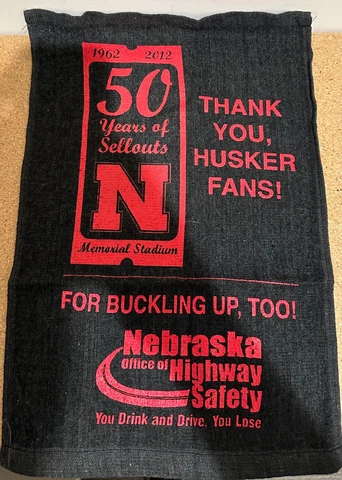 1962 2012
50
Years of
Sellouts
N
Memorial Stadium
THANK
YOU,
HUSKER
FANS!
FOR BUCKLING UP, TOO!
Nebraska
Office of Highway
Safety
You Drink and Drive, You Lose